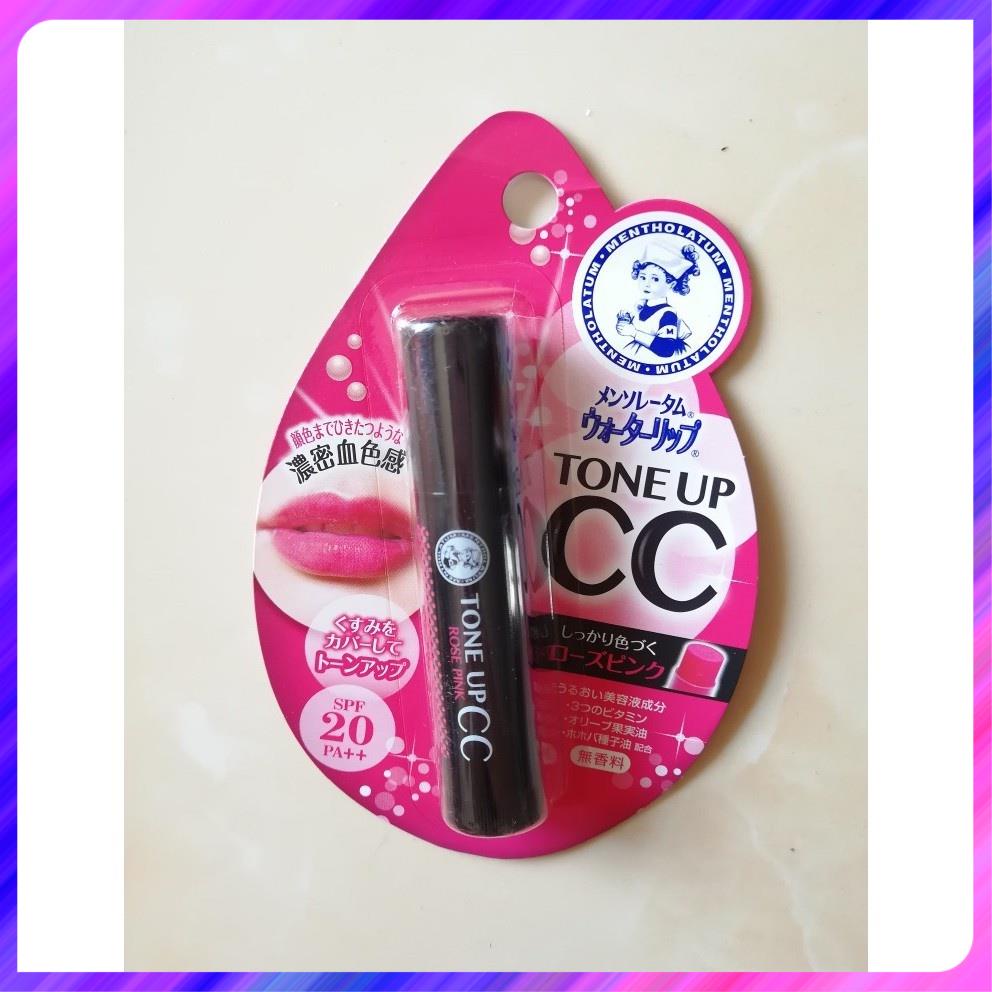 MENTHOLATUM・MENTHOLATUM・MENTHOLATUM・
M
メンソレータム®
ウォーターリップ®
TONE UP
CC
顔色までひきたつような
濃密血色感
くすみを
カバーして
トーンアップ
SPF
20
PA++
TONE UP CC
ROSE PINK
しっかり色づく
ローズピンク
うるおい美容液成分
・3つのビタミン
・オリーブ果実油
・ホホバ種子油 配合
無香料